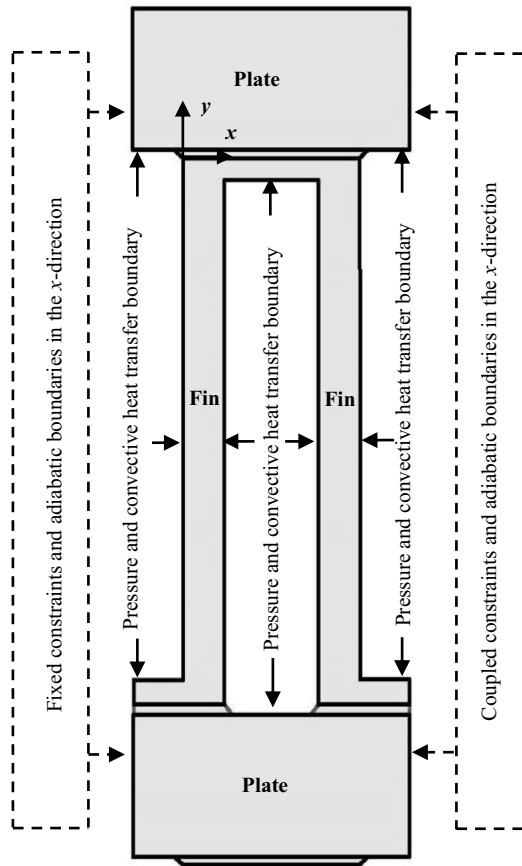 Plate
y
x
Fixed constraints and adiabatic boundaries in the x-direction
Pressure and convective heat transfer boundary
Fin
Pressure and convective heat transfer boundary
Fin
Pressure and convective heat transfer boundary
Coupled constraints and adiabatic boundaries in the x-direction
Plate